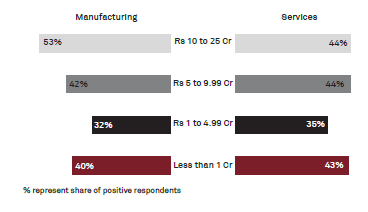 Manufacturing Services
53% Rs 10 to 25 Cr 44%
42% Rs 5 to 9.99 Cr 44%
32% Rs 1 to 4.99 Cr 35%
40% Less than 1 Cr 43%
% represent share of positive respondents